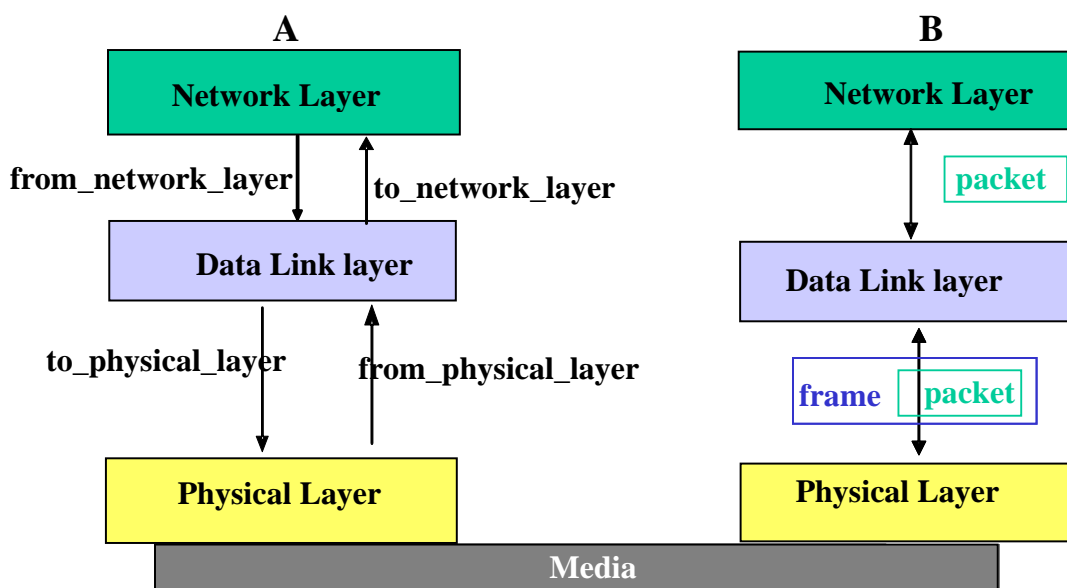 A
B
Network Layer
Network Layer
from_network_layer
to_network_layer
packet
Data Link layer
Data Link layer
to_physical_layer
from_physical_layer
frame
packet
Physical Layer
Physical Layer
Media